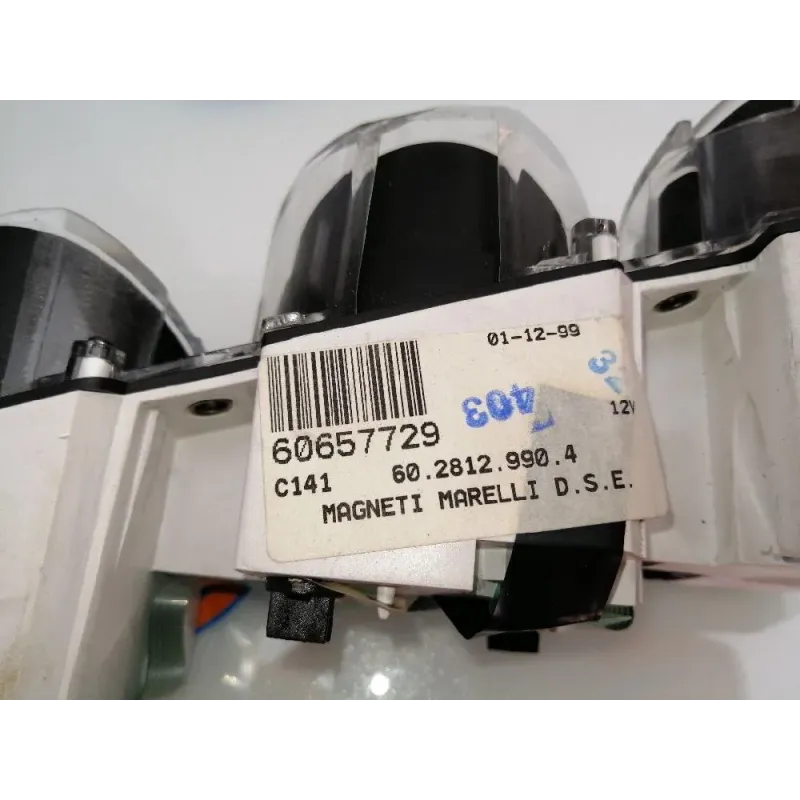 01-12-99
403
12V
60657729
C141 60.2812.990.4
MAGNETI MARELLI D.S.E.